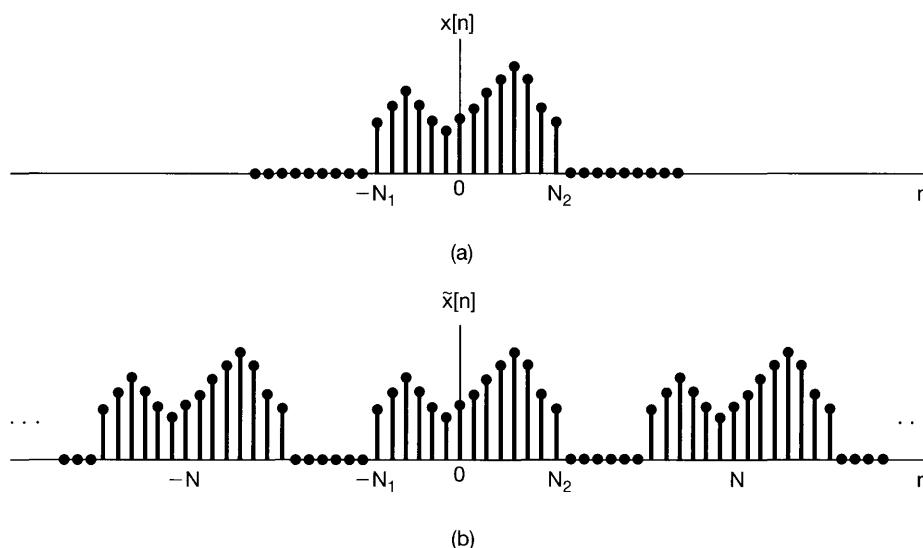 x[n]
−N₁ 0 N₂ n
(a)
x̃[n]
. . . . .
−N −N₁ 0 N₂ N n
(b)